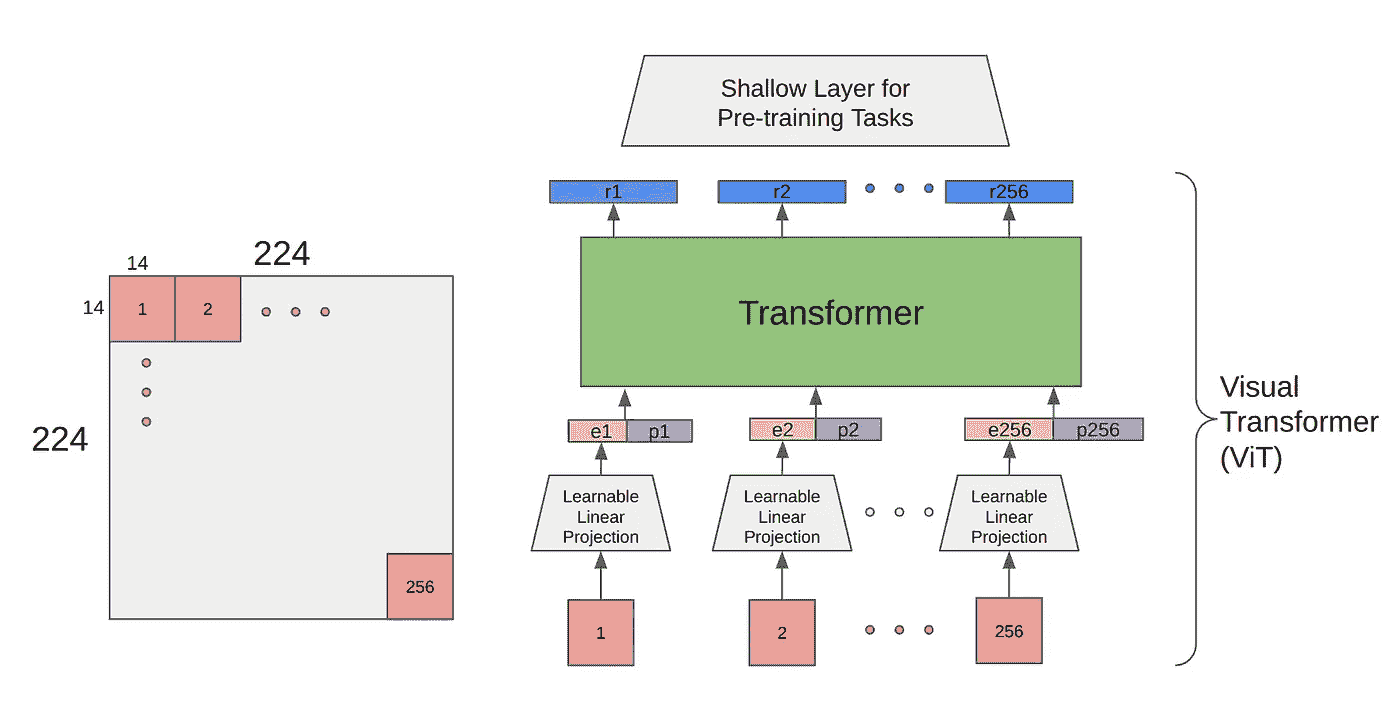 Shallow Layer for
Pre-training Tasks
r1
r2
r256
224
14
14
1
2
Transformer
224
256
e1
p1
e2
p2
e256
p256
Learnable
Linear
Projection
Learnable
Linear
Projection
Learnable
Linear
Projection
1
2
256
Visual
Transformer
(ViT)